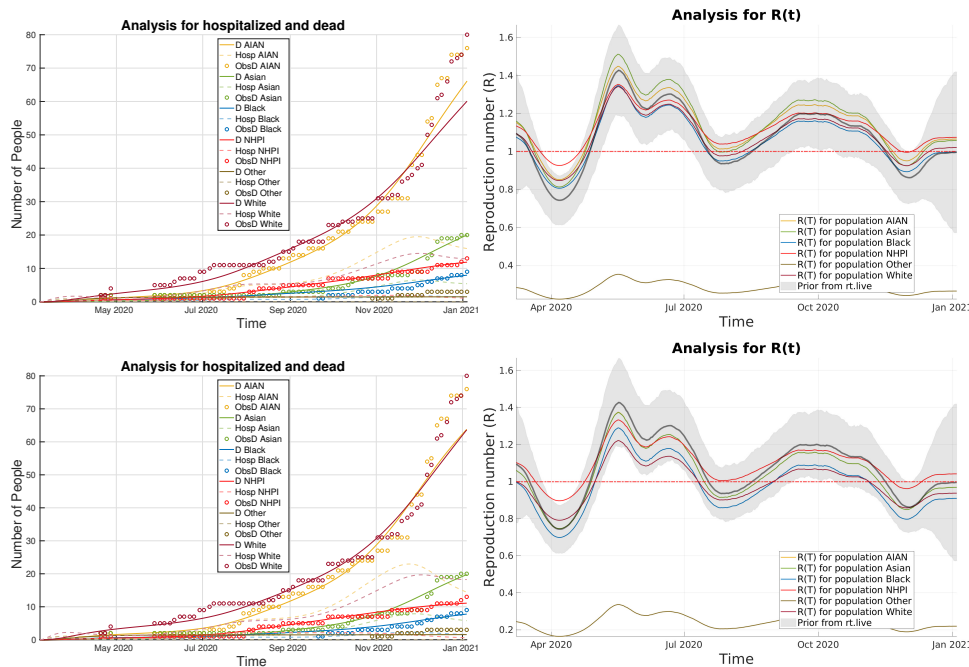 Analysis for hospitalized and dead
Number of People
80
70
60
50
40
30
20
10
0
D AIAN
Hosp AIAN
ObsD AIAN
D Asian
Hosp Asian
ObsD Asian
D Black
Hosp Black
ObsD Black
D NHPI
Hosp NHPI
ObsD NHPI
D Other
Hosp Other
ObsD Other
D White
Hosp White
ObsD White
May 2020
Jul 2020
Sep 2020
Nov 2020
Jan 2021
Time
Analysis for R(t)
Reproduction number (R)
1.6
1.4
1.2
1
0.8
0.6
0.4
R(T) for population AIAN
R(T) for population Asian
R(T) for population Black
R(T) for population NHPI
R(T) for population Other
R(T) for population White
Prior from rt.live
Apr 2020
Jul 2020
Oct 2020
Jan 2021
Time
Analysis for hospitalized and dead
Number of People
80
70
60
50
40
30
20
10
0
D AIAN
Hosp AIAN
ObsD AIAN
D Asian
Hosp Asian
ObsD Asian
D Black
Hosp Black
ObsD Black
D NHPI
Hosp NHPI
ObsD NHPI
D Other
Hosp Other
ObsD Other
D White
Hosp White
ObsD White
May 2020
Jul 2020
Sep 2020
Nov 2020
Jan 2021
Time
Analysis for R(t)
Reproduction number (R)
1.6
1.4
1.2
1
0.8
0.6
0.4
0.2
R(T) for population AIAN
R(T) for population Asian
R(T) for population Black
R(T) for population NHPI
R(T) for population Other
R(T) for population White
Prior from rt.live
Apr 2020
Jul 2020
Oct 2020
Jan 2021
Time